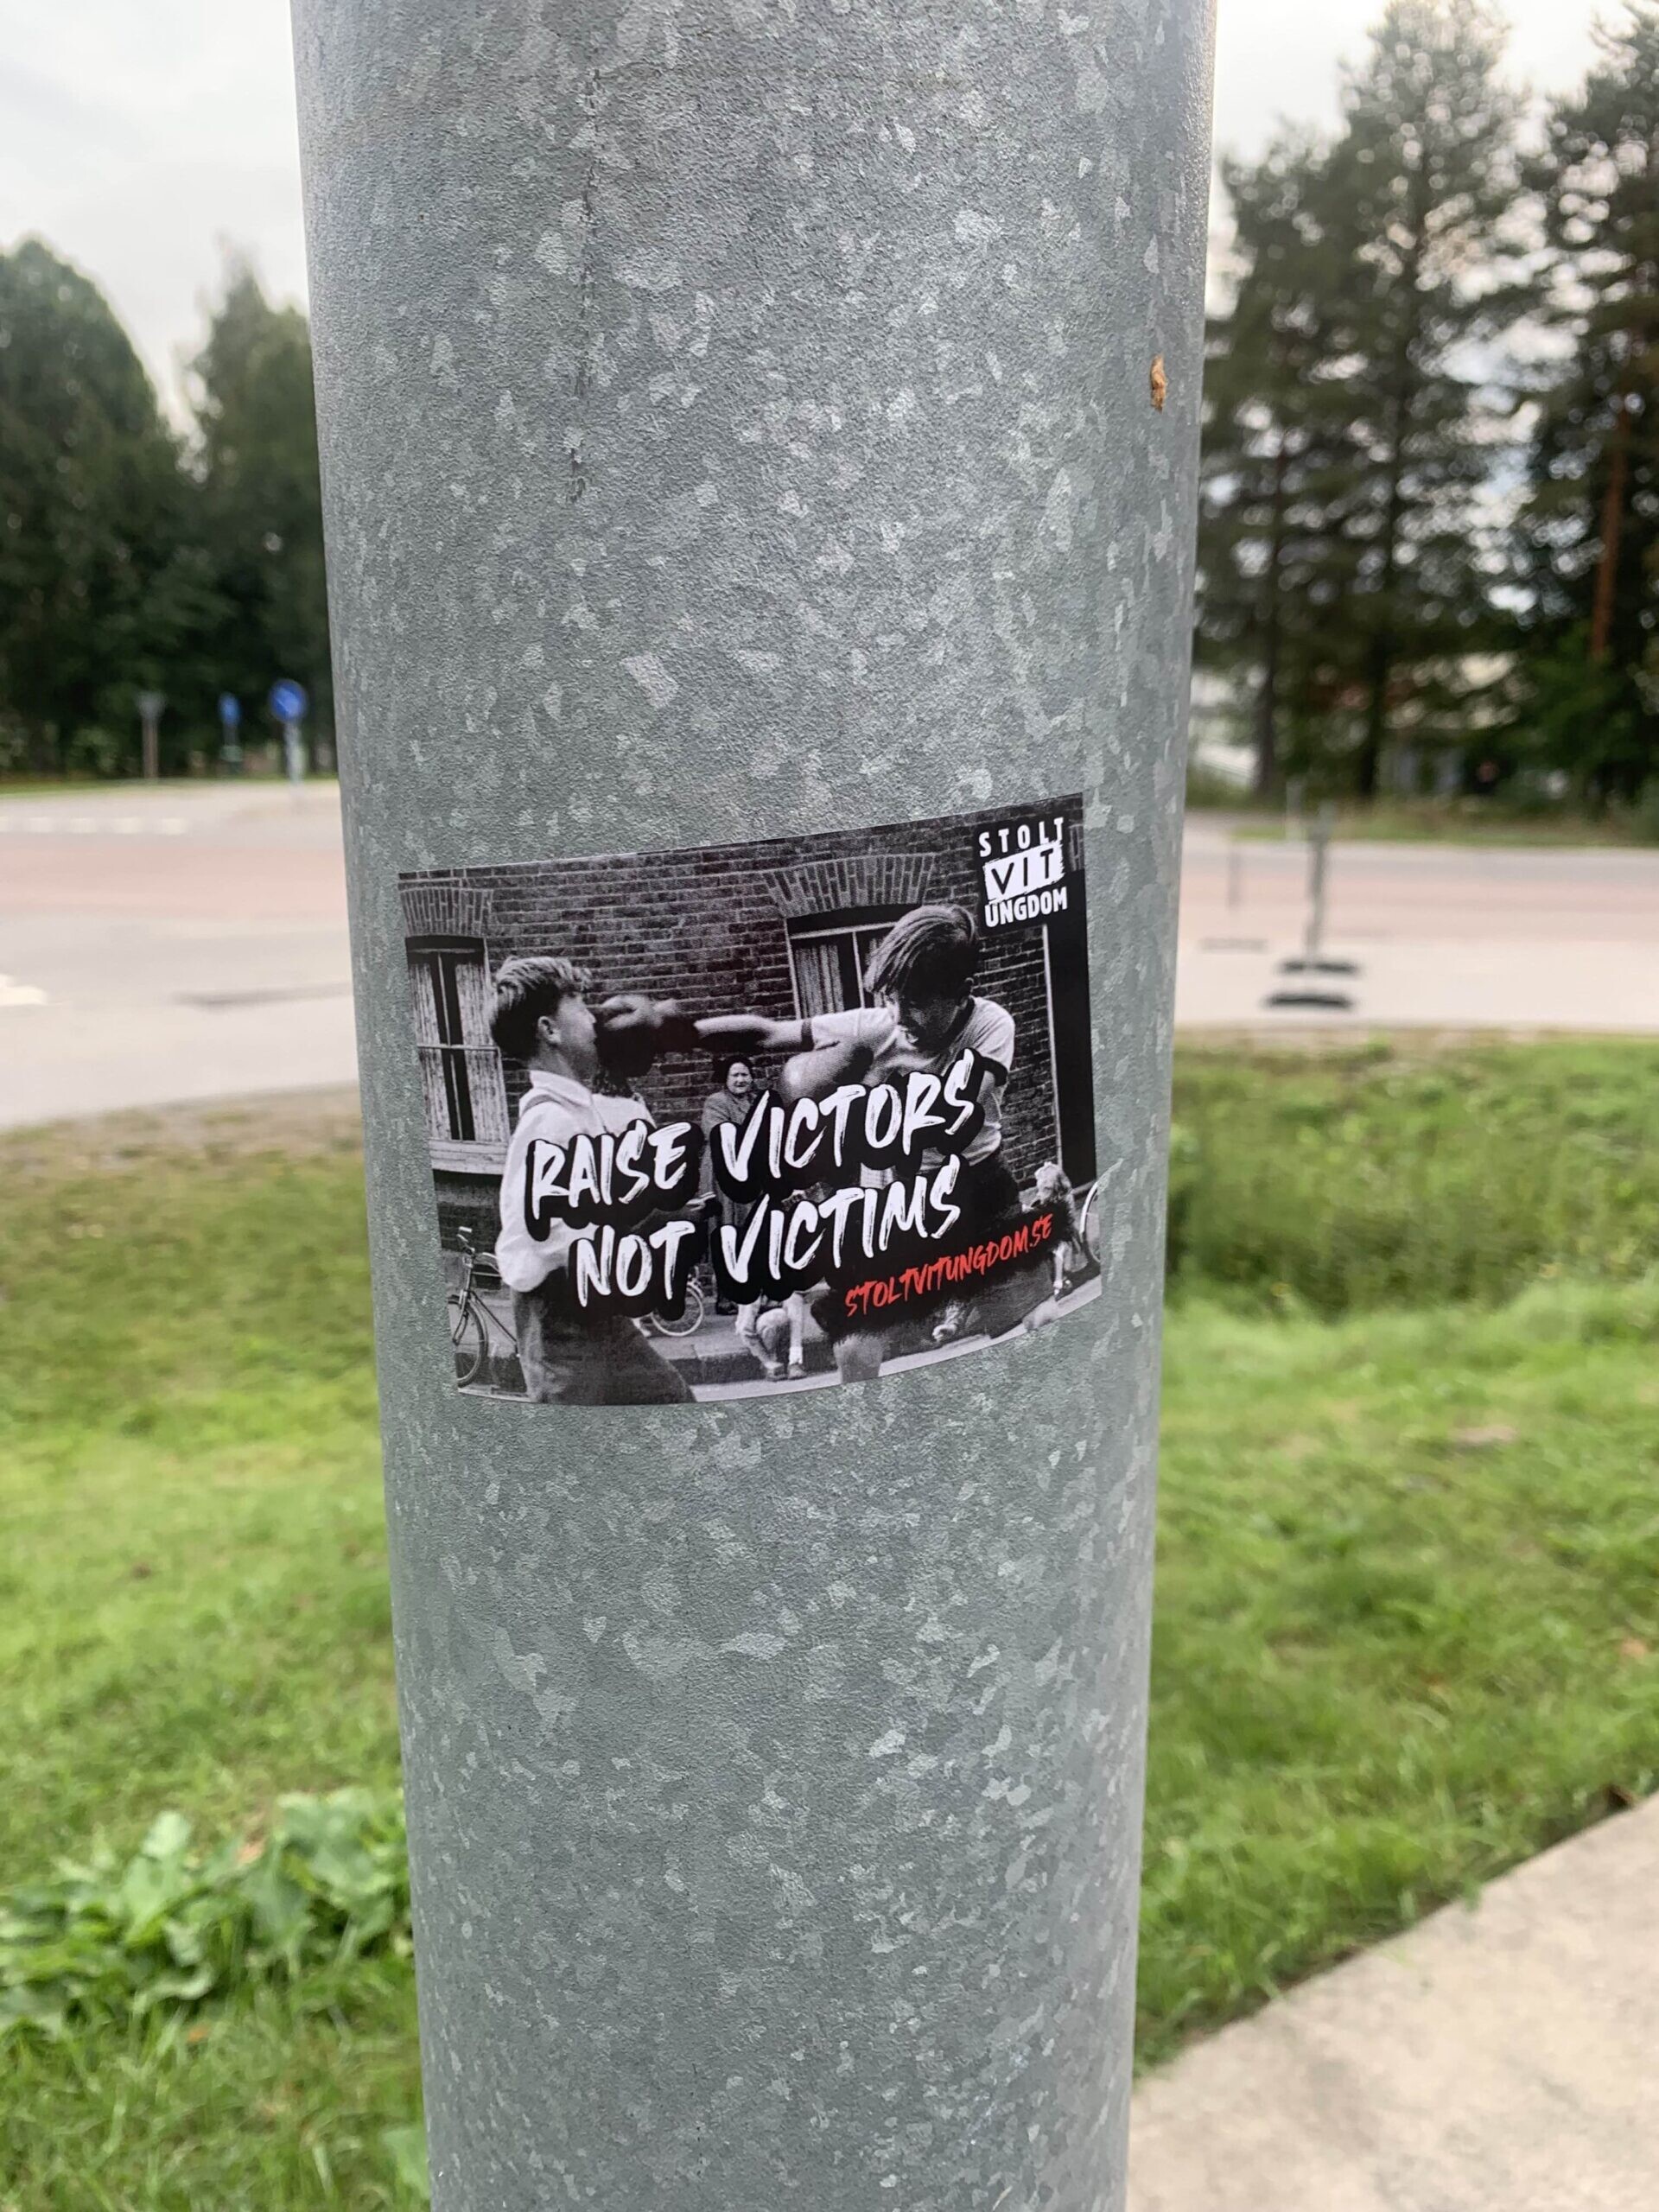 STOLT
VIT
UNGDOM
RAISE VICTORS
NOT VICTIMS
STOLTVITUNGDOM.SE